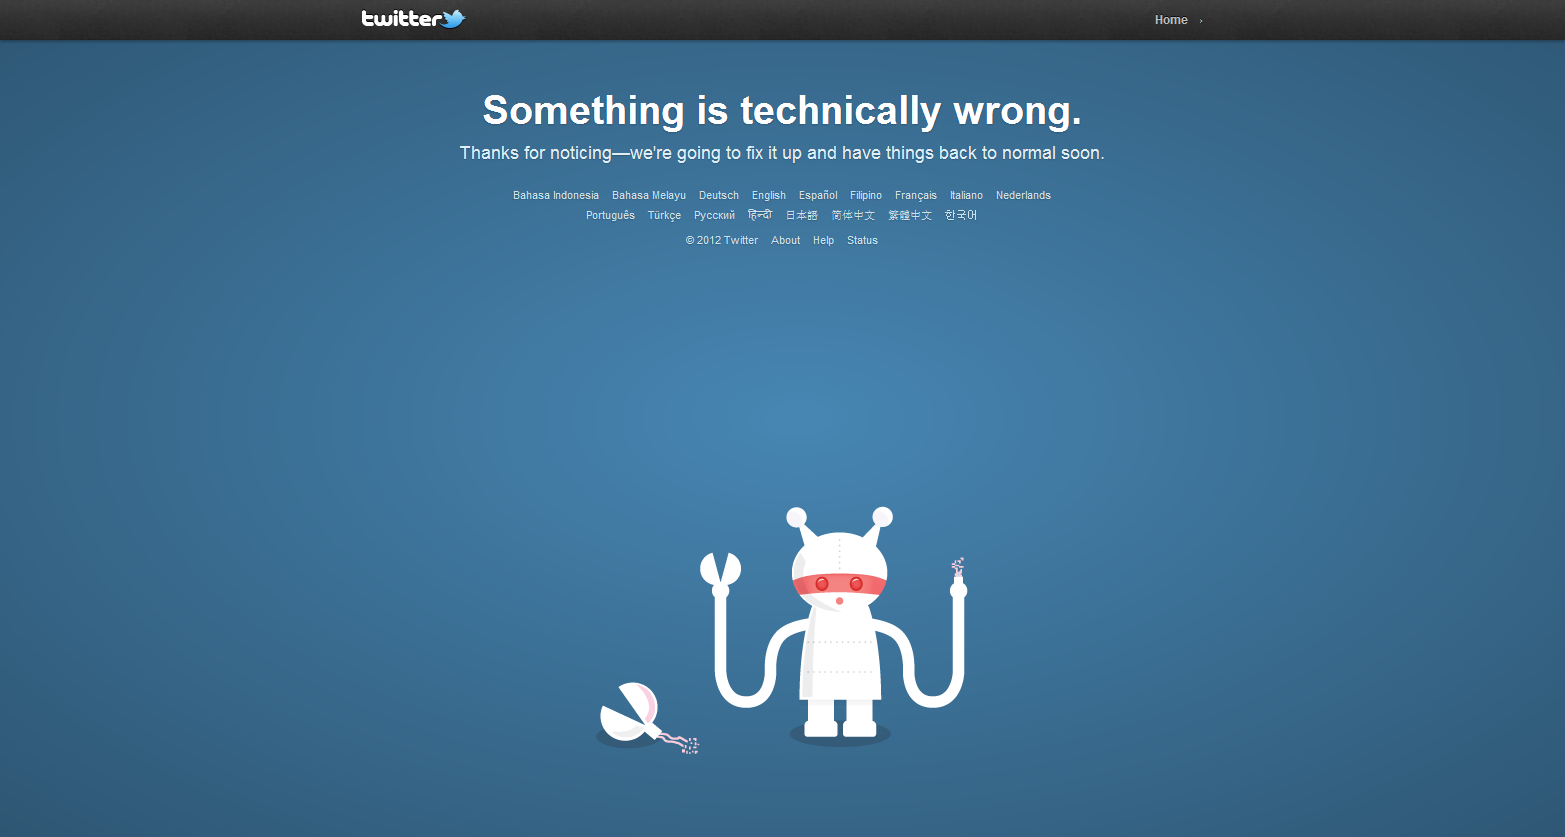 twitter
Home ›
Something is technically wrong.
Thanks for noticing—we're going to fix it up and have things back to normal soon.
Bahasa Indonesia Bahasa Melayu Deutsch English Español Filipino Français Italiano Nederlands
Português Türkçe Русский हिन्दी 日本語 简体中文 繁體中文 한국어
© 2012 Twitter About Help Status